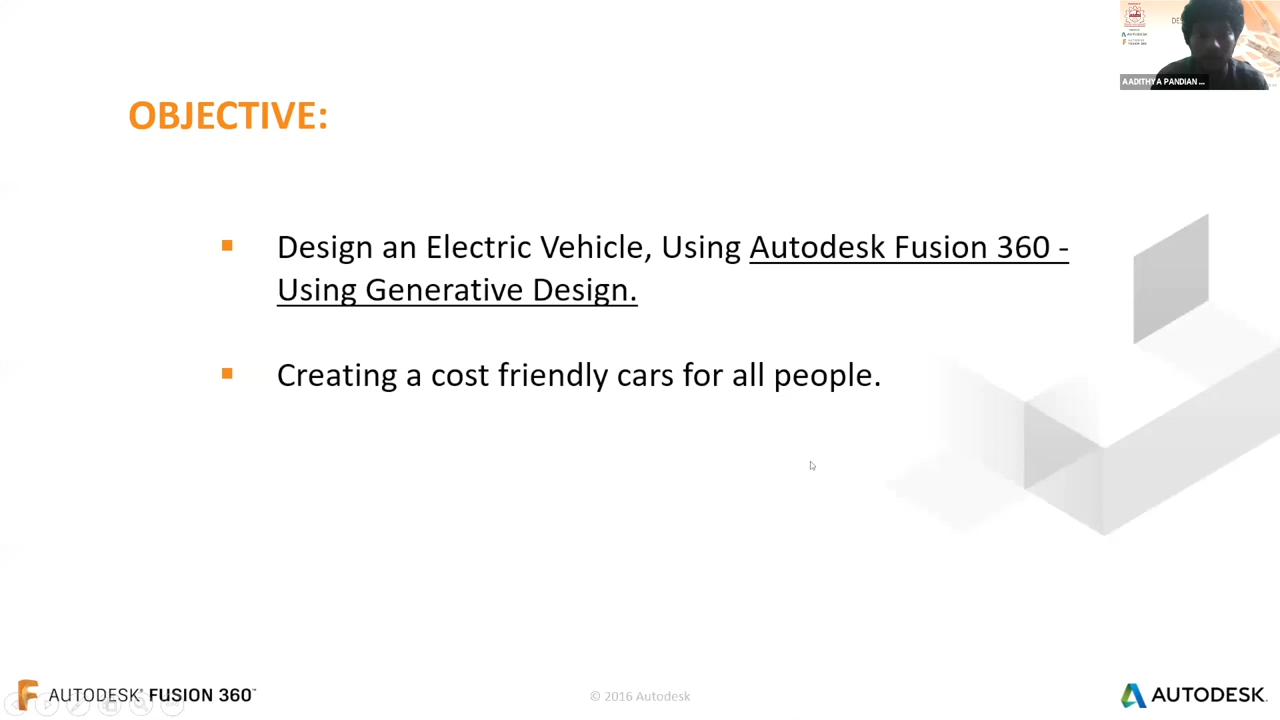 OBJECTIVE:
▪ Design an Electric Vehicle, Using Autodesk Fusion 360 -
Using Generative Design.
▪ Creating a cost friendly cars for all people.
AADITHYA PANDIAN ...
AUTODESK® FUSION 360™
© 2016 Autodesk
AUTODESK.